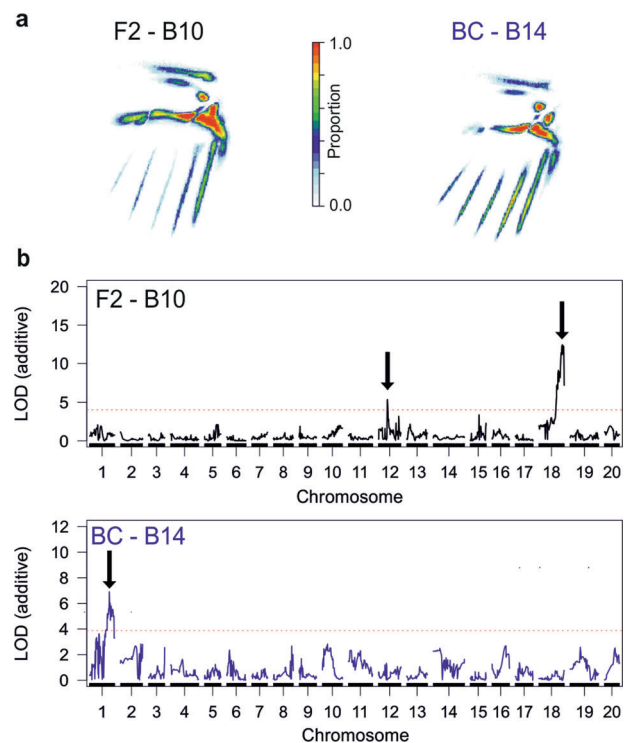 a
F2 - B10
BC - B14
1.0
Proportion
0.0
b
F2 - B10
20
15
10
5
0
LOD (additive)
1 2 3 4 5 6 7 8 9 10 11 12 13 14 15 16 17 18 19 20
Chromosome
BC - B14
12
10
8
6
4
2
0
LOD (additive)
1 2 3 4 5 6 7 8 9 10 11 12 13 14 15 16 17 18 19 20
Chromosome